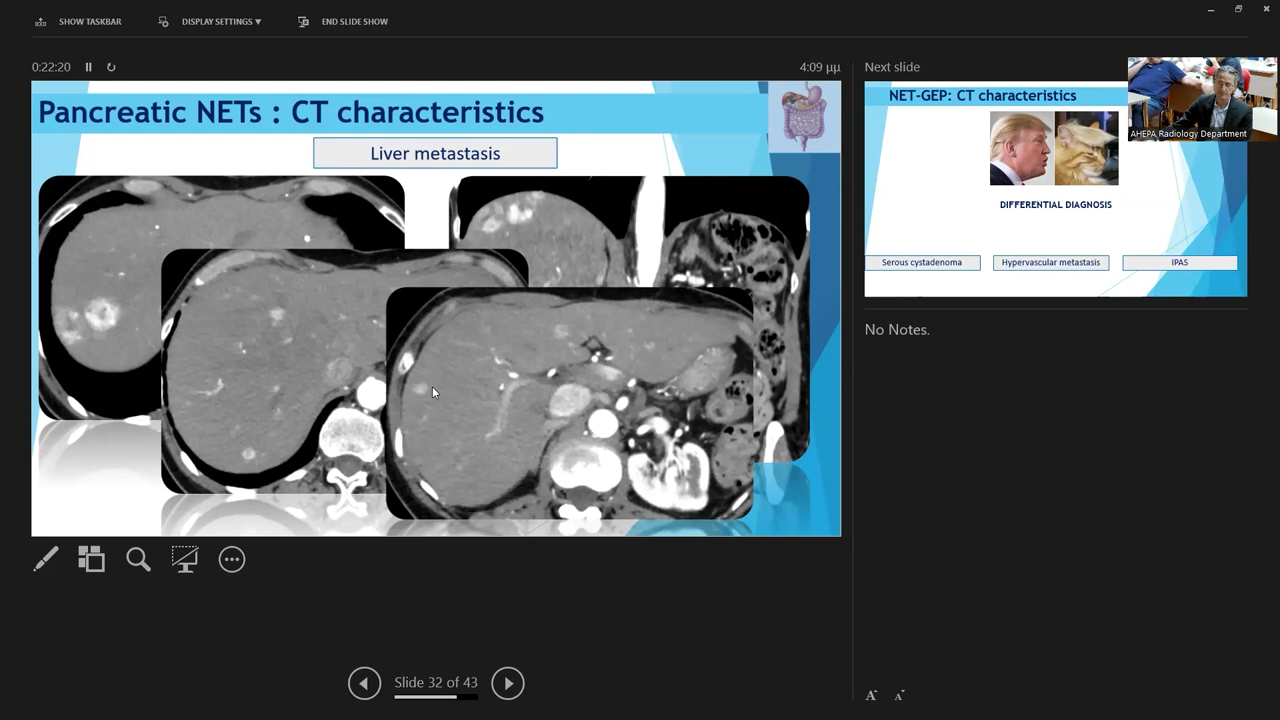 SHOW TASKBAR
DISPLAY SETTINGS ▼
END SLIDE SHOW
0:22:20
4:09 μμ
Next slide
Pancreatic NETs : CT characteristics
Liver metastasis
NET-GEP: CT characteristics
AHEPA Radiology Department
DIFFERENTIAL DIAGNOSIS
Serous cystadenoma
Hypervascular metastasis
IPAS
No Notes.
Slide 32 of 43
A
A